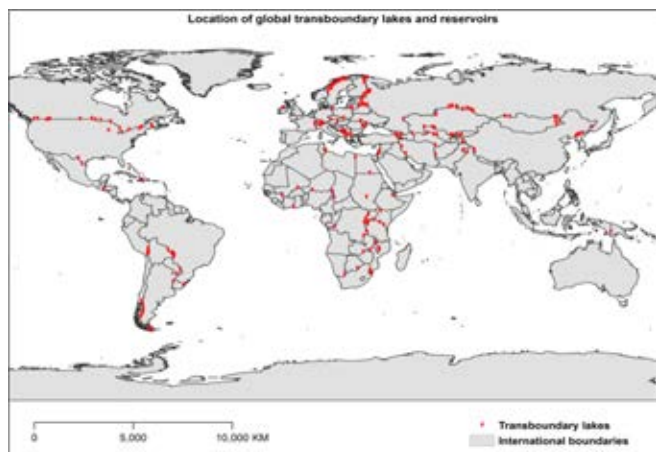 Location of global transboundary lakes and reservoirs
0
5,000
10,000 KM
Transboundary lakes
International boundaries